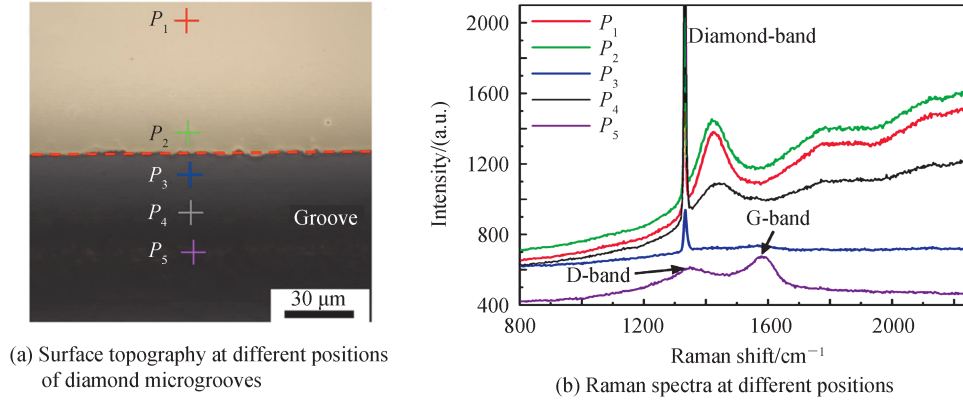 P1
P2
P3
P4
P5
Groove
30 μm
(a) Surface topography at different positions
of diamond microgrooves
2000
1600
1200
800
400
Intensity/(a.u.)
P1
P2
P3
P4
P5
Diamond-band
G-band
D-band
800
1200
1600
2000
Raman shift/cm⁻¹
(b) Raman spectra at different positions